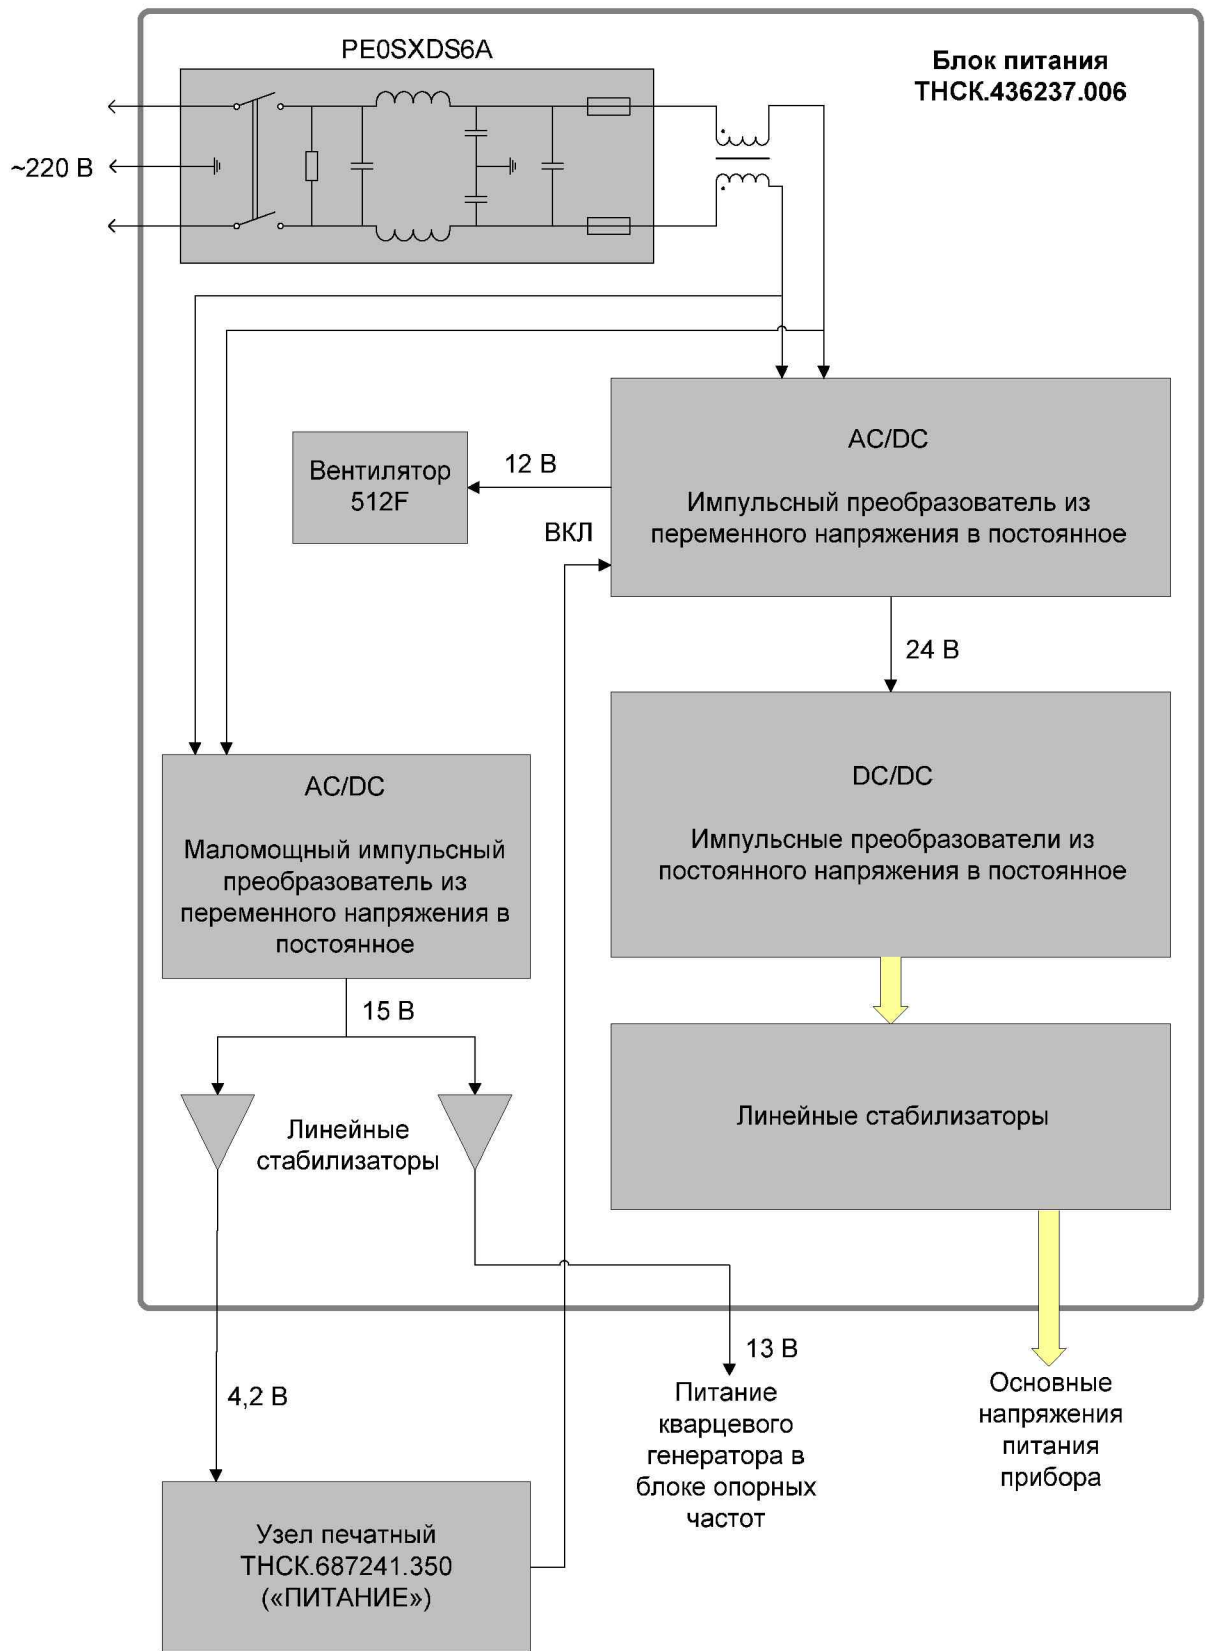 PE0SXDS6A
Блок питания
ТНСК.436237.006
~220 В
AC/DC
Импульсный преобразователь из
переменного напряжения в постоянное
12 В
Вентилятор
512F
ВКЛ
24 В
DC/DC
Импульсные преобразователи из
постоянного напряжения в постоянное
AC/DC
Маломощный импульсный
преобразователь из
переменного напряжения в
постоянное
15 В
Линейные
стабилизаторы
Линейные стабилизаторы
13 В
4,2 В
Питание
кварцевого
генератора в
блоке опорных
частот
Основные
напряжения
питания
прибора
Узел печатный
ТНСК.687241.350
(«ПИТАНИЕ»)